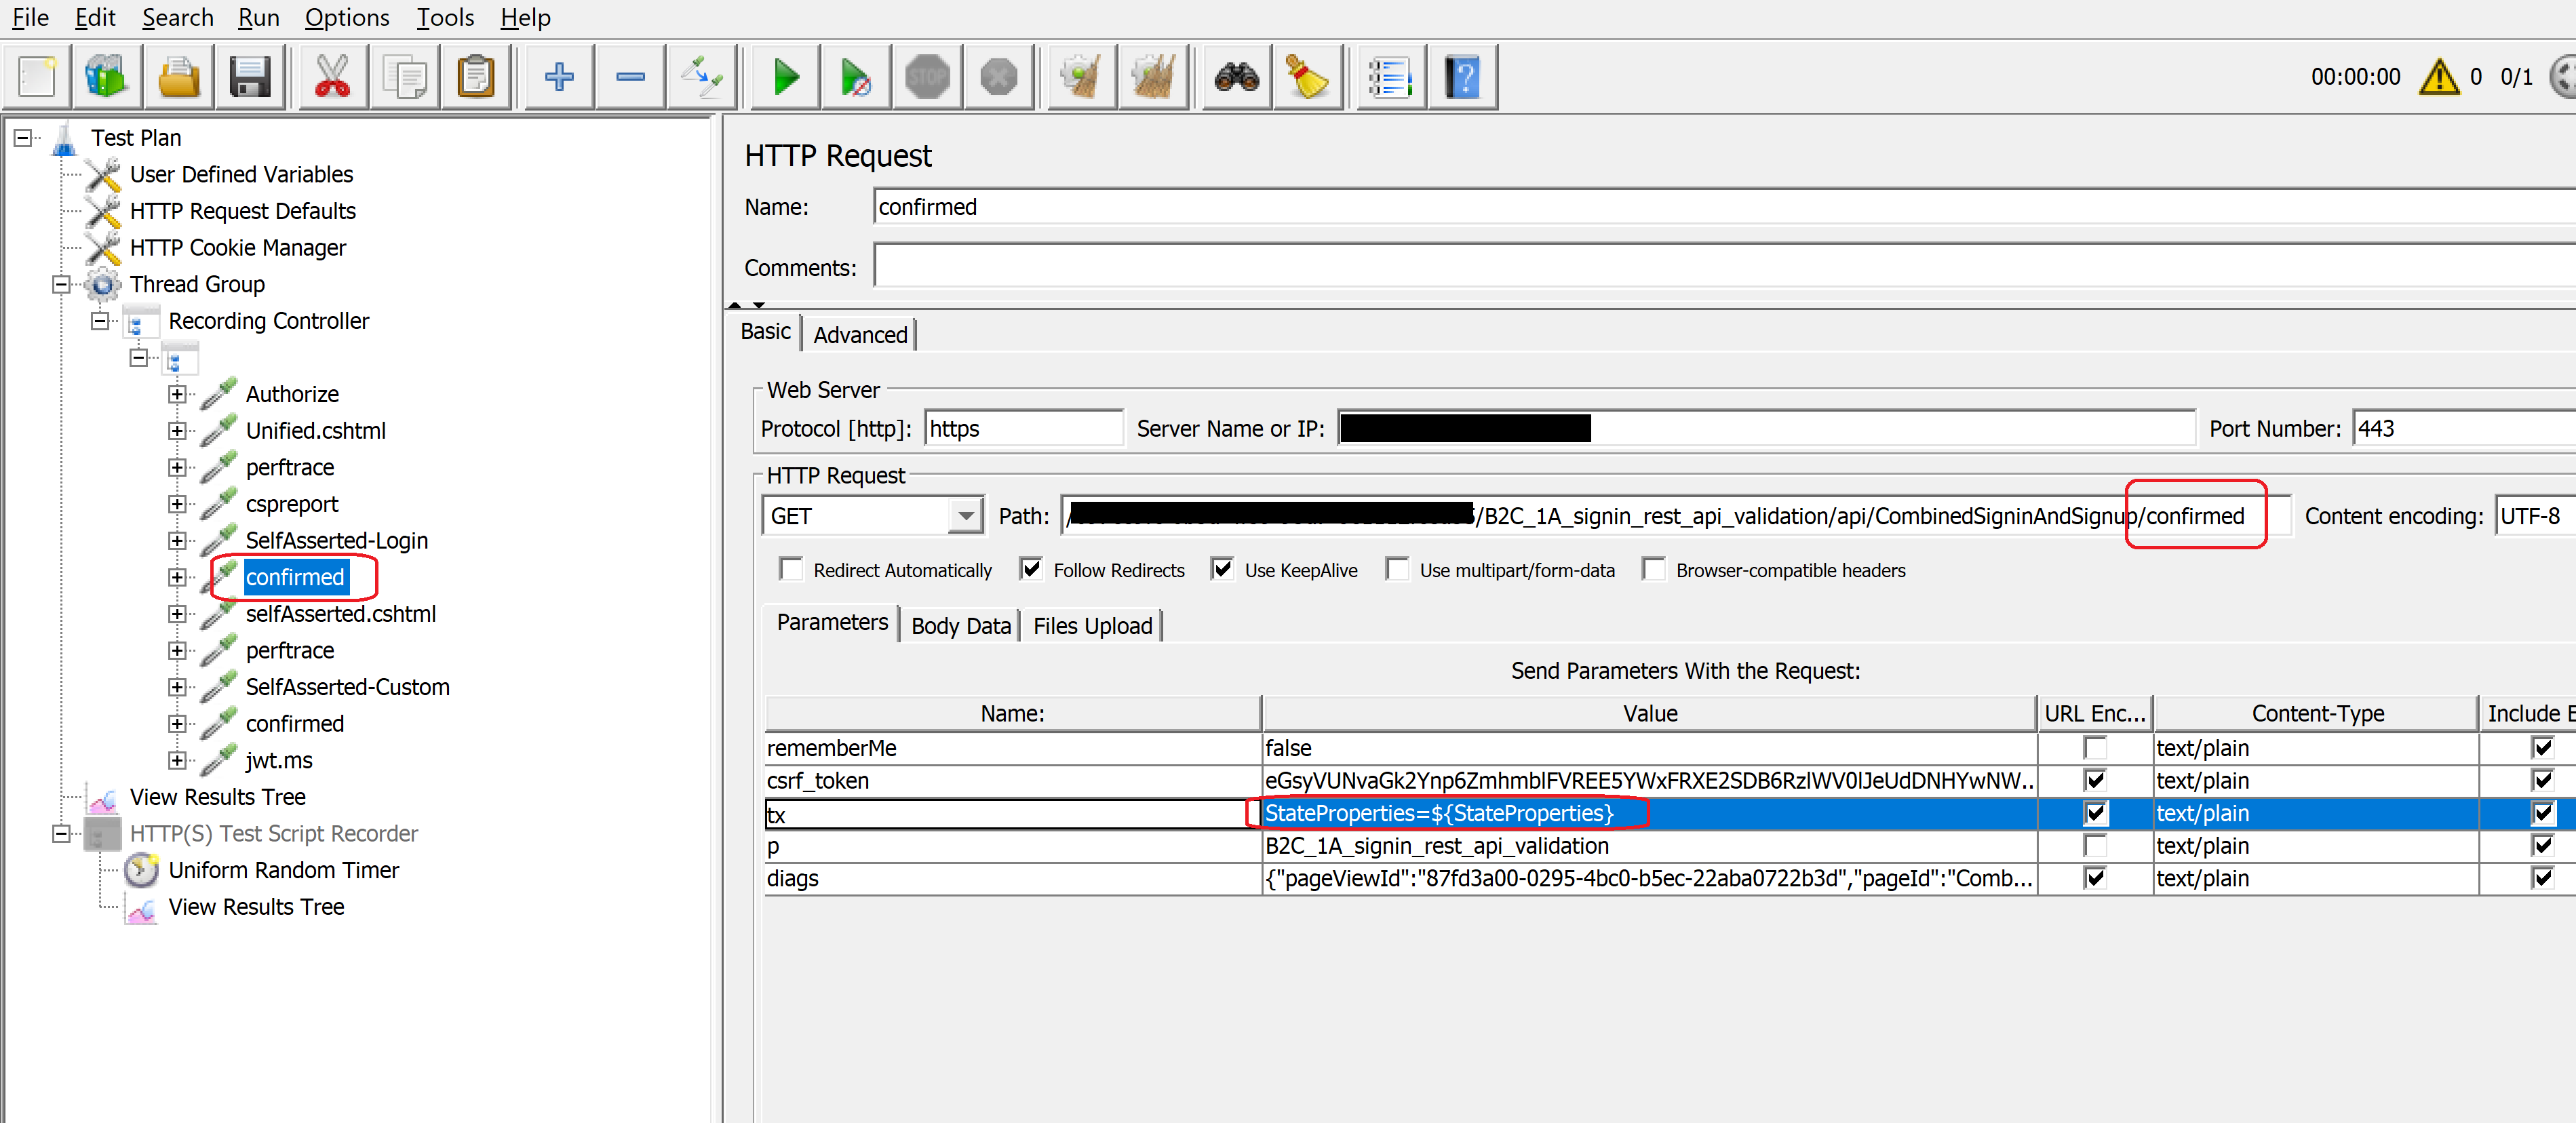 File Edit Search Run Options Tools Help
STOP
?
00:00:00 0 0/1
Test Plan
User Defined Variables
HTTP Request Defaults
HTTP Cookie Manager
Thread Group
Recording Controller
Authorize
Unified.cshtml
perftrace
cspreport
SelfAsserted-Login
confirmed
selfAsserted.cshtml
perftrace
SelfAsserted-Custom
confirmed
jwt.ms
View Results Tree
HTTP(S) Test Script Recorder
Uniform Random Timer
View Results Tree
HTTP Request
Name: confirmed
Comments:
Basic Advanced
Web Server
Protocol [http]: https Server Name or IP: Port Number: 443
HTTP Request
GET Path: /B2C_1A_signin_rest_api_validation/api/CombinedSigninAndSignup/confirmed Content encoding: UTF-8
Redirect Automatically Follow Redirects Use KeepAlive Use multipart/form-data Browser-compatible headers
Parameters Body Data Files Upload
Send Parameters With the Request:
Name: Value URL Enc... Content-Type Include E
rememberMe false text/plain
csrf_token text/plain
tx StateProperties=${StateProperties} text/plain
p B2C_1A_signin_rest_api_validation text/plain
diags {"pageViewId":"87fd3a00-0295-4bc0-b5ec-22aba0722b3d","pageId":"Comb... text/plain